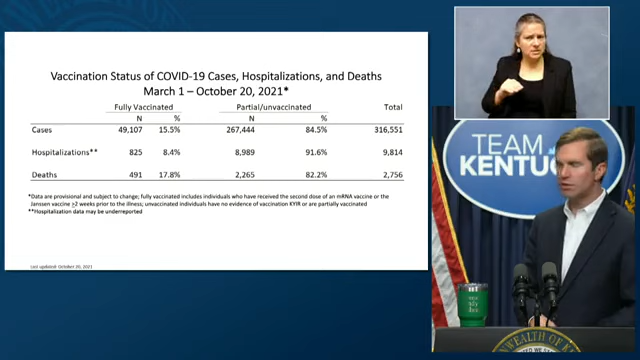 Vaccination Status of COVID-19 Cases, Hospitalizations, and Deaths
March 1 – October 20, 2021*
Fully Vaccinated Partial/unvaccinated Total
N % N %
Cases 49,107 15.5% 267,444 84.5% 316,551
Hospitalizations** 825 8.4% 8,989 91.6% 9,814
Deaths 491 17.8% 2,265 82.2% 2,756
*Data are provisional and subject to change; fully vaccinated includes individuals who received the second dose of an mRNA vaccine or the
Janssen vaccine ≥2 weeks prior to the illness; unvaccinated individuals have no evidence of vaccination KYIR or are partially vaccinated
**Hospitalization data may be underreported
Last updated: October 20, 2021
TEAM
KENTUC
WEALTH OF